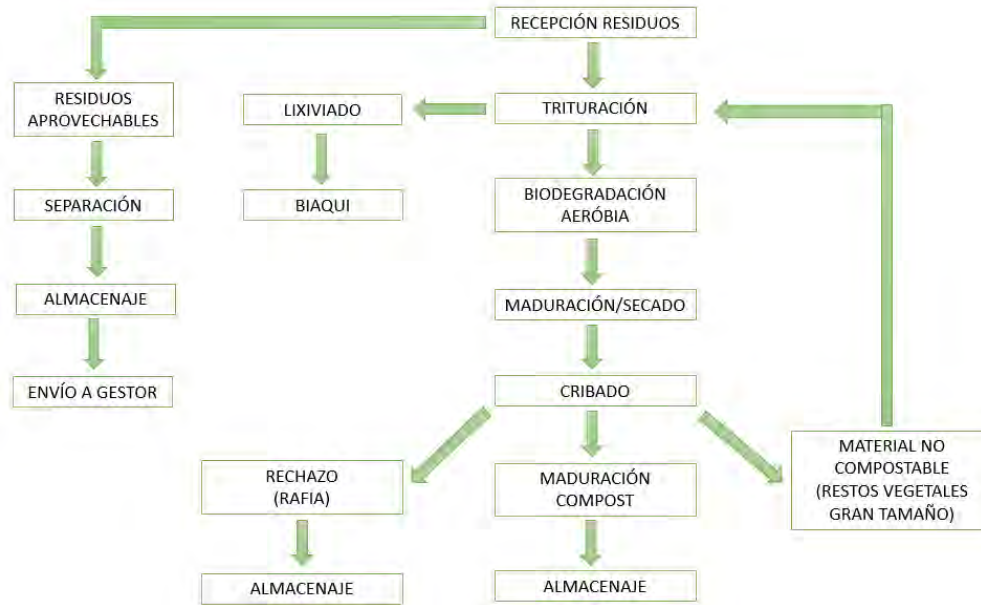 RECEPCIÓN RESIDUOS
RESIDUOS
APROVECHABLES
LIXIVIADO
TRITURACIÓN
SEPARACIÓN
BIAQUI
BIODEGRADACIÓN
AERÓBIA
ALMACENAJE
MADURACIÓN/SECADO
ENVÍO A GESTOR
CRIBADO
RECHAZO
(RAFIA)
MADURACIÓN
COMPOST
MATERIAL NO
COMPOSTABLE
(RESTOS VEGETALES
GRAN TAMAÑO)
ALMACENAJE
ALMACENAJE